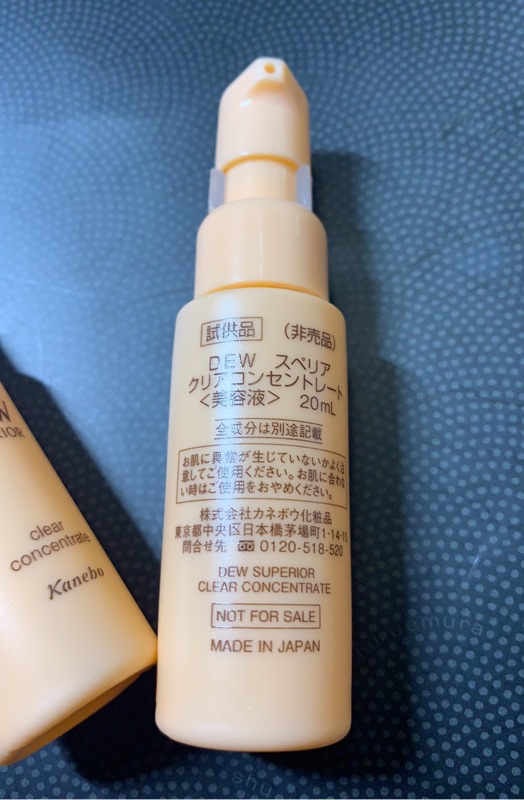 試供品 (非売品)
DEW スペリア
クリアコンセントレート
<美容液> 20mL
全成分は別途記載
お肌に異常が生じていないかよく注
意してご使用ください。お肌に合わな
い時はご使用をおやめください。
株式会社カネボウ化粧品
東京都中央区日本橋茅場町1-14-10
問合せ先 0120-518-520
DEW SUPERIOR
CLEAR CONCENTRATE
NOT FOR SALE
MADE IN JAPAN
W
RIOR
clear
concentrate
Kanebo
uemura
shu